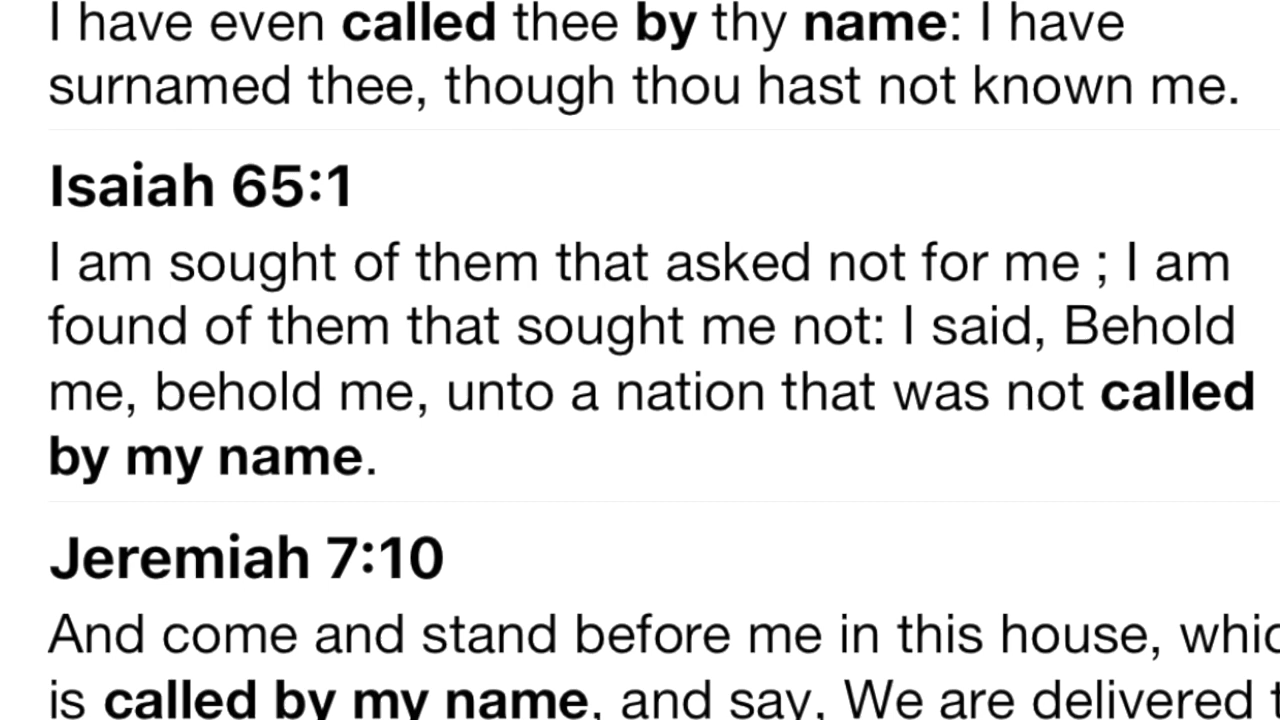 I have even called thee by thy name: I have
surnamed thee, though thou hast not known me.
Isaiah 65:1
I am sought of them that asked not for me ; I am
found of them that sought me not: I said, Behold
me, behold me, unto a nation that was not called
by my name.
Jeremiah 7:10
And come and stand before me in this house,
is called by my name, and say, We are delivered